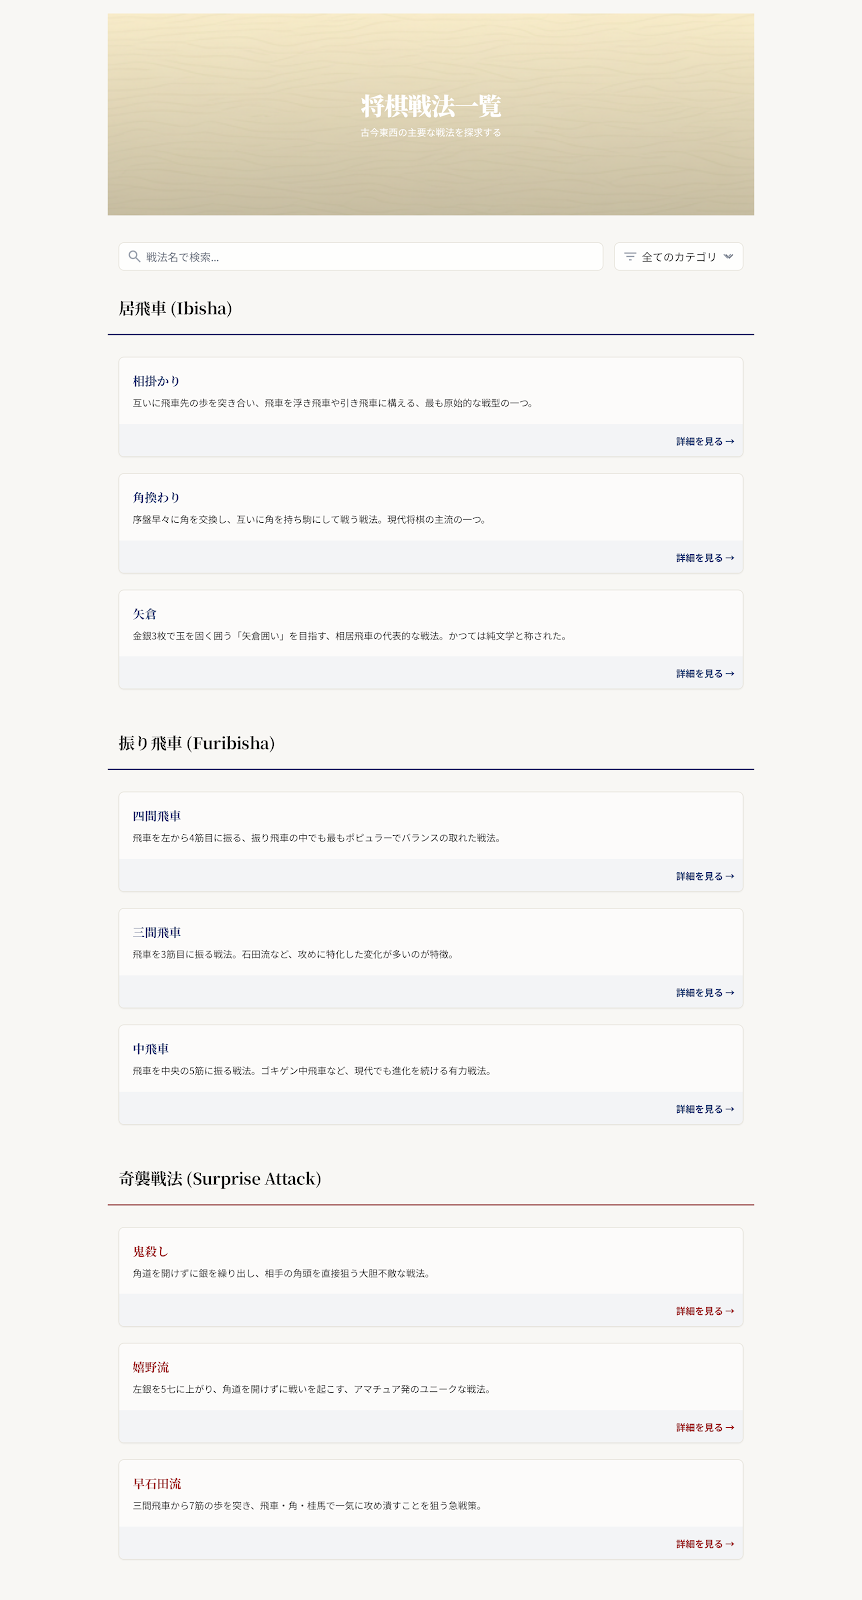 将棋戦法一覧
古今東西の主要な戦法を探求する
戦法名で検索...
全てのカテゴリ
居飛車 (Ibisha)
相掛かり
互いに飛車先の歩を突き合い、飛車を浮き飛車や引き飛車に構える、最も原始的な戦型の一つ。
詳細を見る →
角換わり
序盤早々に角を交換し、互いに角を持ち駒にして戦う戦法。現代将棋の主流の一つ。
詳細を見る →
矢倉
金銀3枚で玉を固く囲う「矢倉囲い」を目指す、相居飛車の代表的な戦法。かつては純文学と称された。
詳細を見る →
振り飛車 (Furibisha)
四間飛車
飛車を左から4筋目に振る、振り飛車の中でも最もポピュラーでバランスの取れた戦法。
詳細を見る →
三間飛車
飛車を3筋目に振る戦法。石田流など、攻めに特化した変化が多いのが特徴。
詳細を見る →
中飛車
飛車を中央の5筋に振る戦法。ゴキゲン中飛車など、現代でも進化を続ける有力戦法。
詳細を見る →
奇襲戦法 (Surprise Attack)
鬼殺し
角道を開けずに銀を繰り出し、相手の角頭を直接狙う大胆不敵な戦法。
詳細を見る →
嬉野流
左銀を5七に上がり、角道を開けずに戦いを起こす、アマチュア発のユニークな戦法。
詳細を見る →
早石田流
三間飛車から7筋の歩を突き、飛車・角・桂馬で一気に攻め潰すことを狙う急戦策。
詳細を見る →